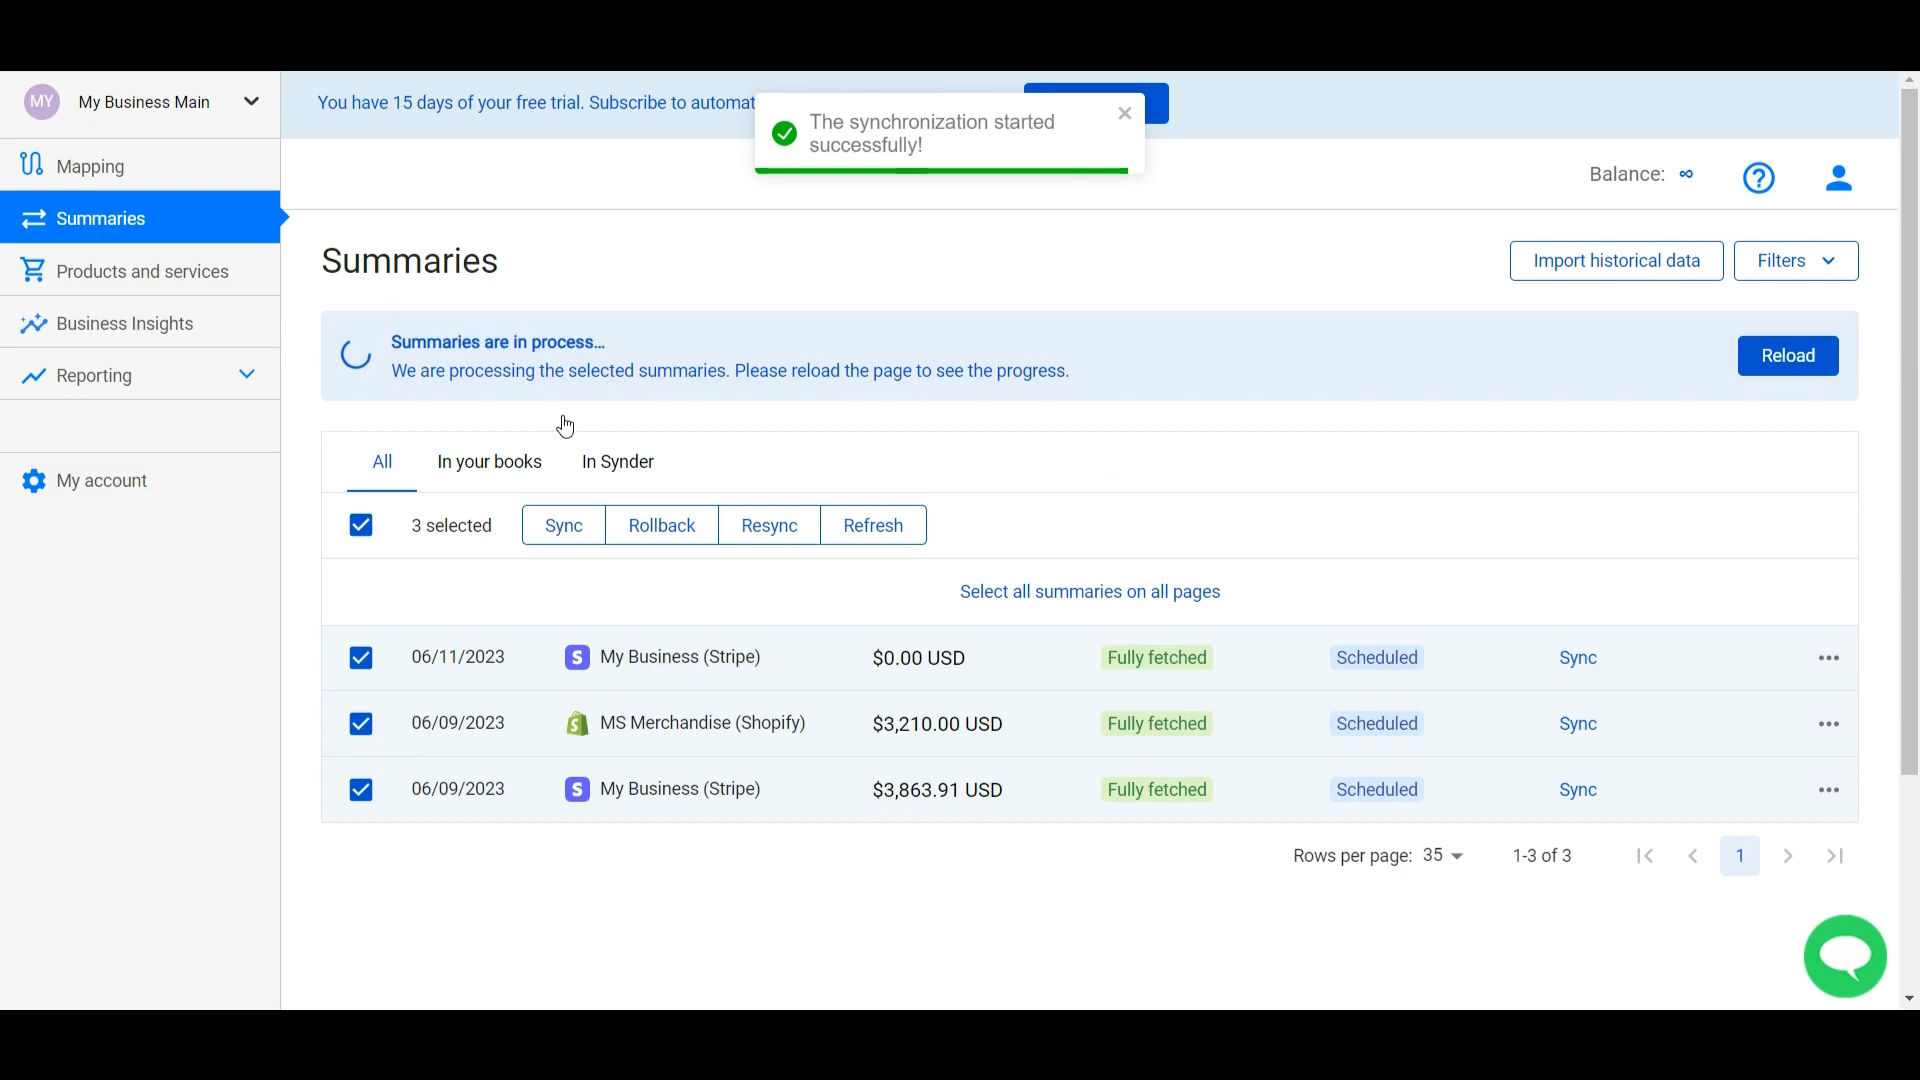 MY My Business Main
You have 15 days of your free trial. Subscribe to automat
The synchronization started
successfully!
Mapping
Balance: ∞
Summaries
Summaries
Import historical data
Filters
Products and services
Business Insights
Summaries are in process...
We are processing the selected summaries. Please reload the page to see the progress.
Reload
Reporting
My account
All In your books In Synder
3 selected Sync Rollback Resync Refresh
Select all summaries on all pages
06/11/2023 S My Business (Stripe) $0.00 USD Fully fetched Scheduled Sync
06/09/2023 MS Merchandise (Shopify) $3,210.00 USD Fully fetched Scheduled Sync
06/09/2023 S My Business (Stripe) $3,863.91 USD Fully fetched Scheduled Sync
Rows per page: 35 1-3 of 3 1